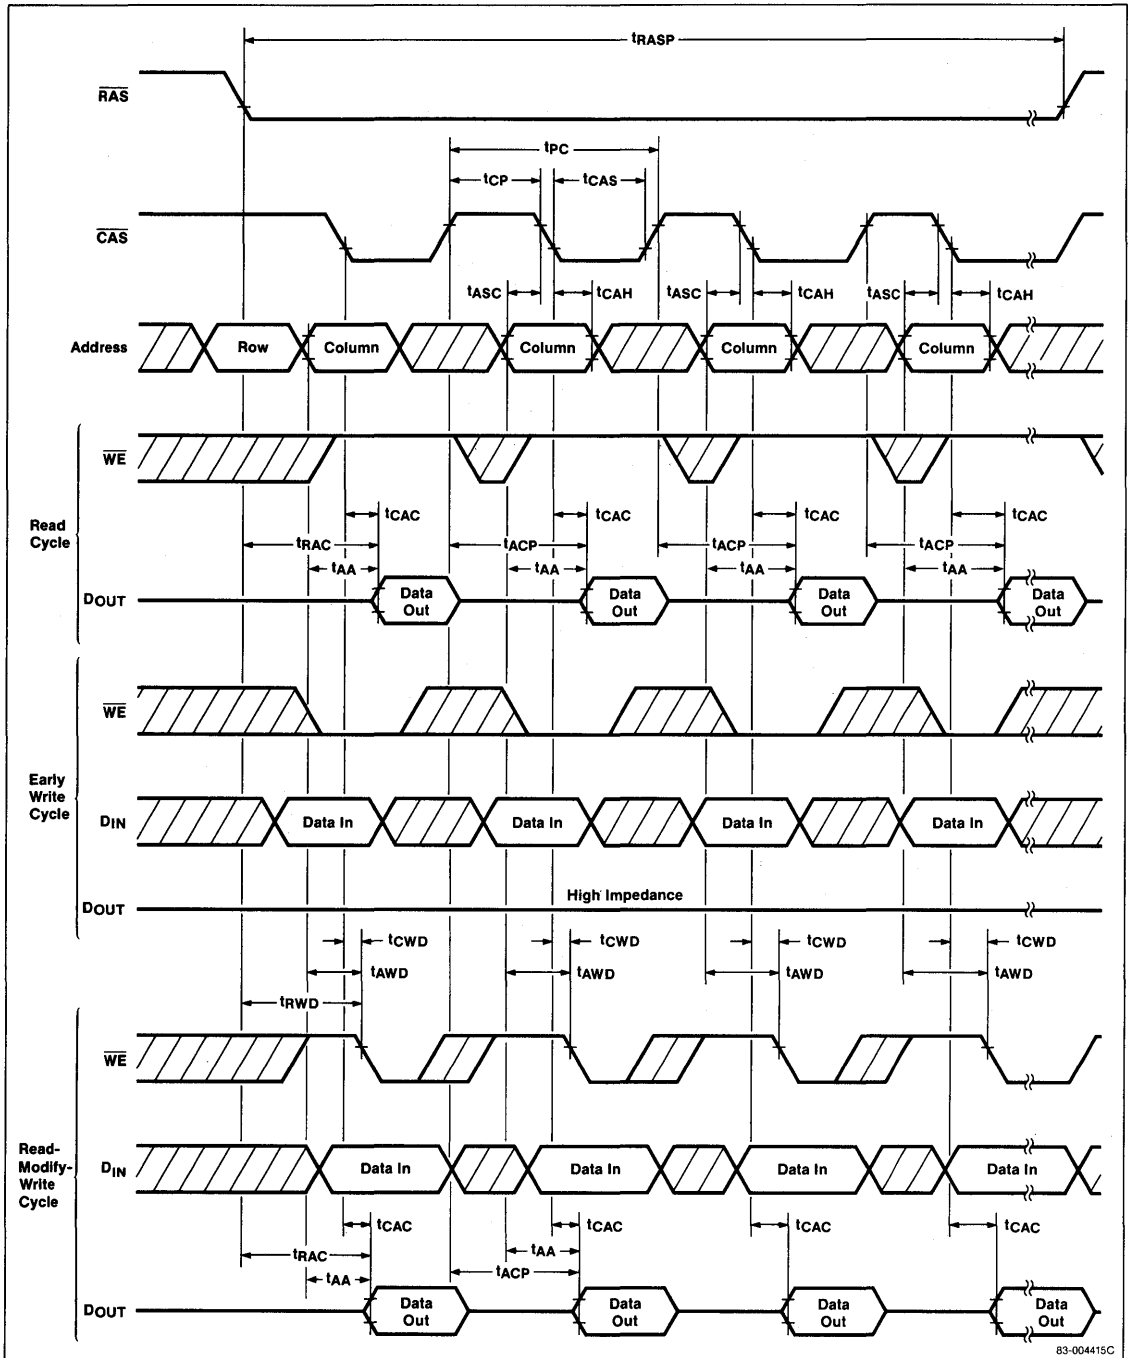 tRASP
RAS
tPC
tCP tCAS
CAS
tASC tCAH tASC tCAH tASC tCAH
Address Row Column Column Column Column
WE
Read Cycle
tCAC tCAC tCAC tCAC
tRAC tACP tACP tACP
tAA tAA tAA tAA
DOUT Data Out Data Out Data Out Data Out
WE
Early Write Cycle
DIN Data In Data In Data In Data In
High Impedance
DOUT
tCWD tCWD tCWD tCWD
tAWD tAWD tAWD tAWD
tRWD
WE
Read-Modify-Write Cycle
DIN Data In Data In Data In Data In
tCAC tCAC tCAC tCAC
tRAC tAA
tAA tACP
DOUT Data Out Data Out Data Out Data Out
83-004415C